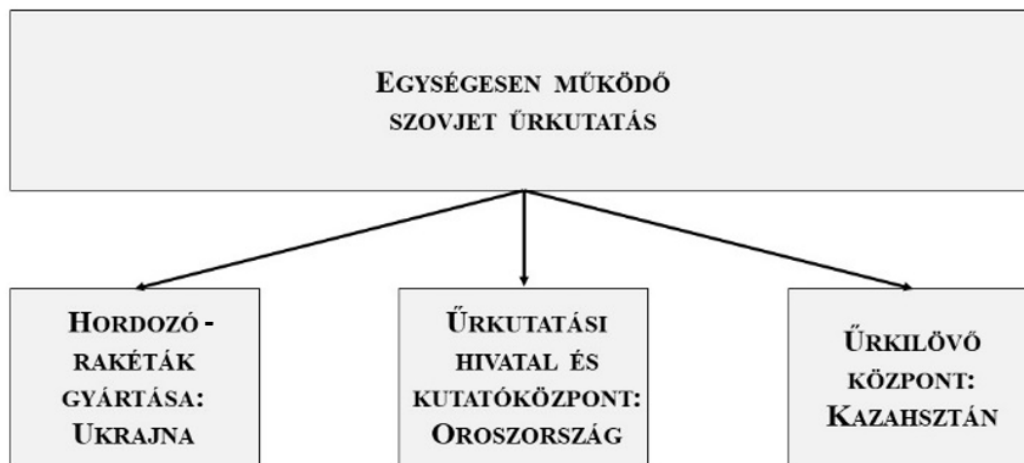 EGYSÉGESEN MŰKÖDŐ
SZOVJET ŰRKUTATÁS
HORDOZÓ-
RAKÉTÁK
GYÁRTÁSA:
UKRAJNA
ŰRKUTATÁSI
HIVATAL ÉS
KUTATÓKÖZPONT:
OROSZORSZÁG
ŰRKILÖVŐ
KÖZPONT:
KAZAHSZTÁN